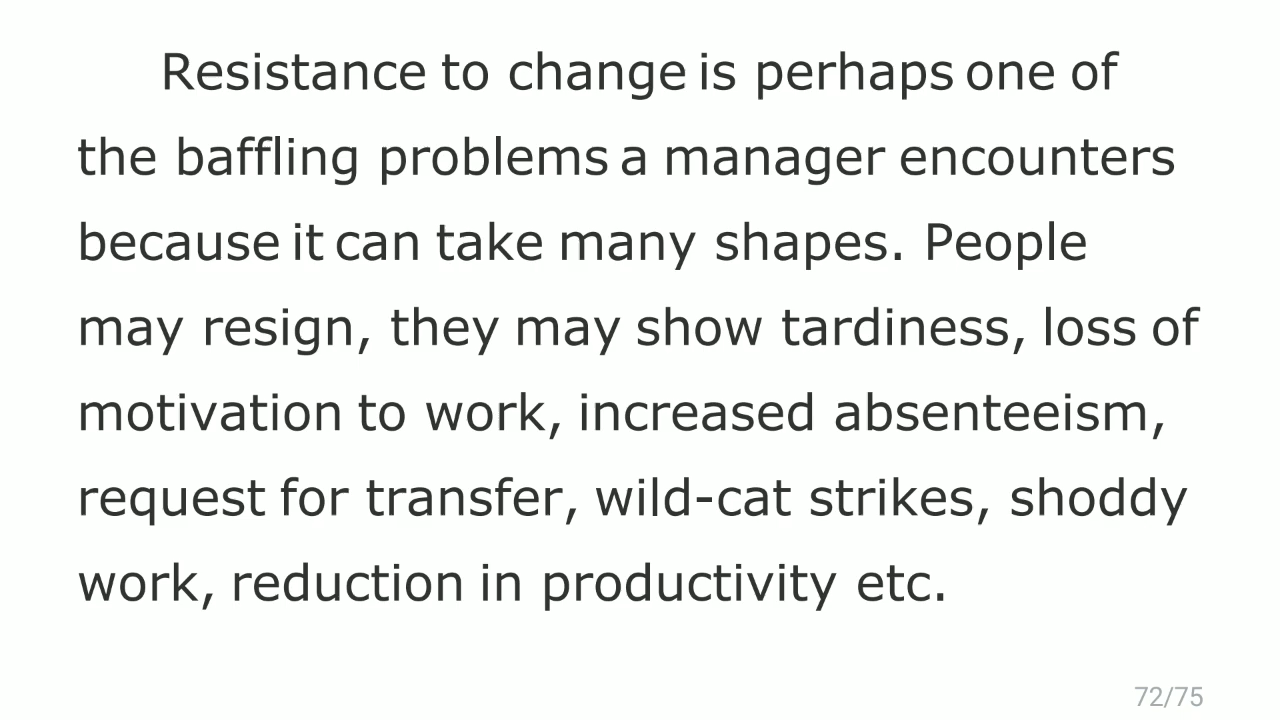 Resistance to change is perhaps one of
the baffling problems a manager encounters
because it can take many shapes. People
may resign, they may show tardiness, loss of
motivation to work, increased absenteeism,
request for transfer, wild-cat strikes, shoddy
work, reduction in productivity etc.
72/75